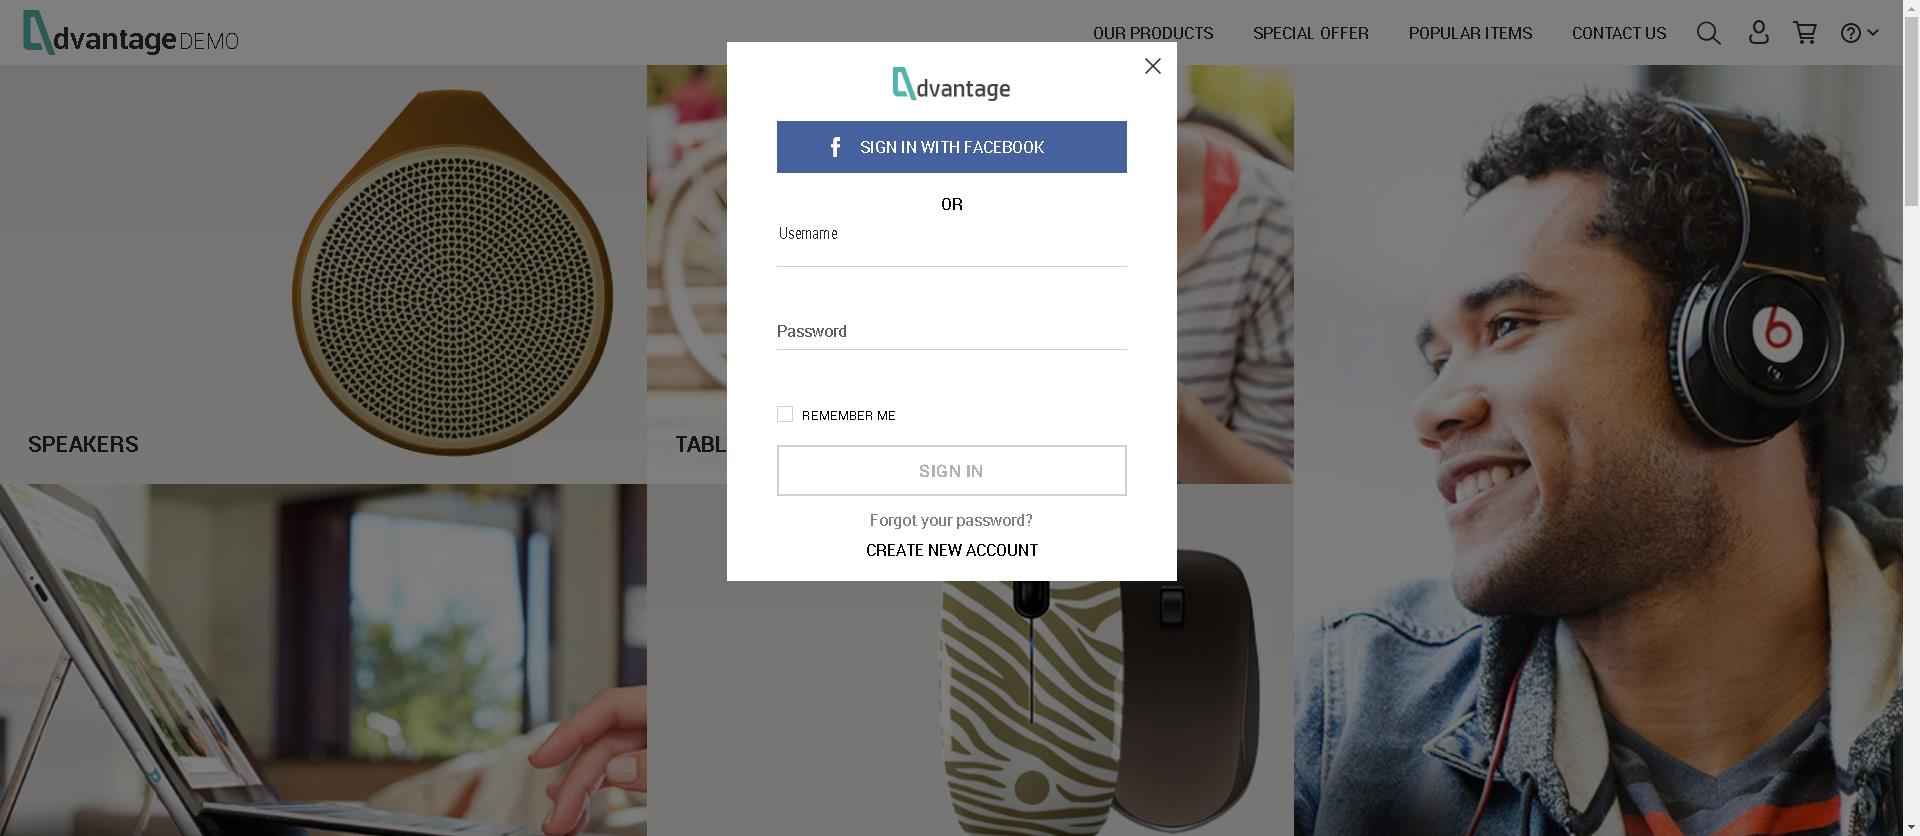 dvantage DEMO
OUR PRODUCTS
SPECIAL OFFER
POPULAR ITEMS
CONTACT US
dvantage
SIGN IN WITH FACEBOOK
OR
Username
Password
REMEMBER ME
SIGN IN
Forgot your password?
CREATE NEW ACCOUNT
SPEAKERS
TABL